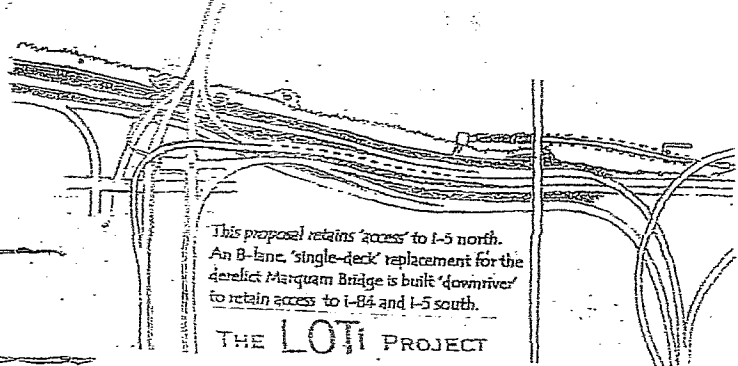 This proposal retains 'access' to I-5 north.
An 8-lane, 'single-deck' replacement for the
derelict Marquam Bridge is built 'downriver'
to retain access to I-84 and I-5 south.
THE LOTi PROJECT